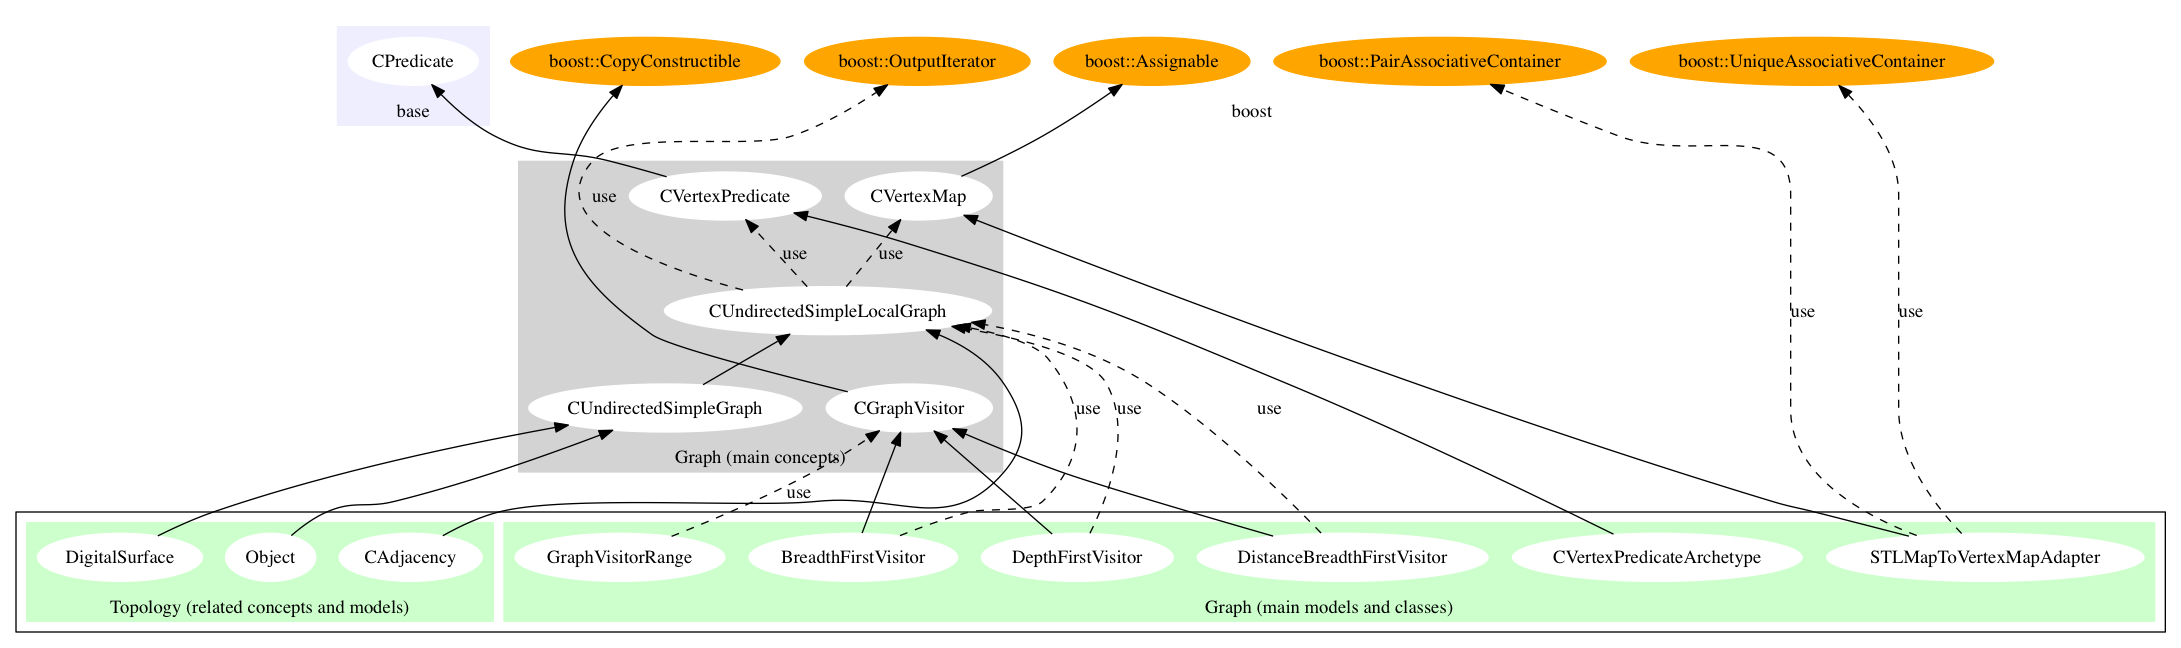 CPredicate
boost::CopyConstructible
boost::OutputIterator
boost::Assignable
boost::PairAssociativeContainer
boost::UniqueAssociativeContainer
base
boost
CVertexPredicate
CVertexMap
use
use
use
CUndirectedSimpleLocalGraph
use
use
CUndirectedSimpleGraph
CGraphVisitor
use
use
use
Graph (main concepts)
use
DigitalSurface
Object
CAdjacency
GraphVisitorRange
BreadthFirstVisitor
DepthFirstVisitor
DistanceBreadthFirstVisitor
CVertexPredicateArchetype
STLMapToVertexMapAdapter
Topology (related concepts and models)
Graph (main models and classes)